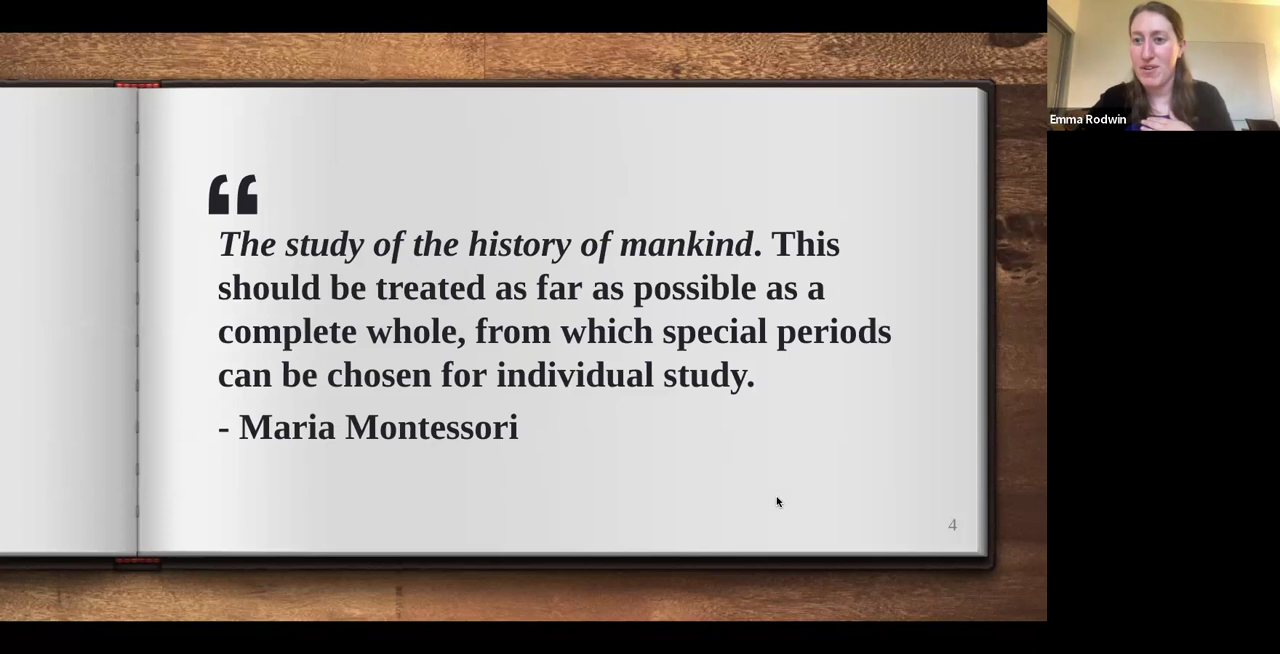 “
The study of the history of mankind. This
should be treated as far as possible as a
complete whole, from which special periods
can be chosen for individual study.
- Maria Montessori
4
Emma Rodwin